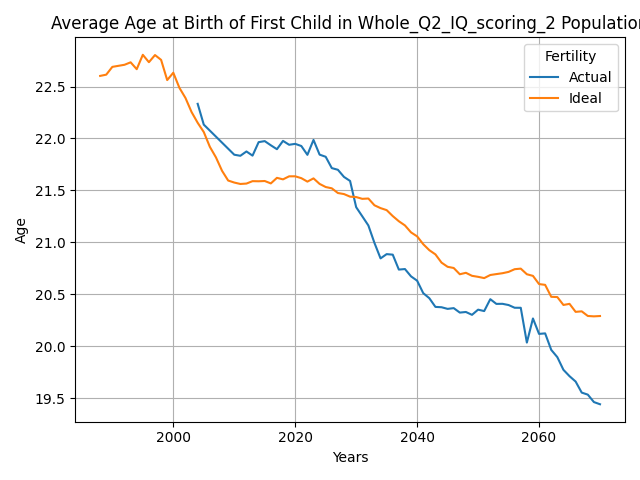 Average Age at Birth of First Child in Whole_Q2_IQ_scoring_2 Population
Fertility
Actual
Ideal
22.5
22.0
21.5
21.0
20.5
20.0
19.5
Age
2000 2020 2040 2060
Years